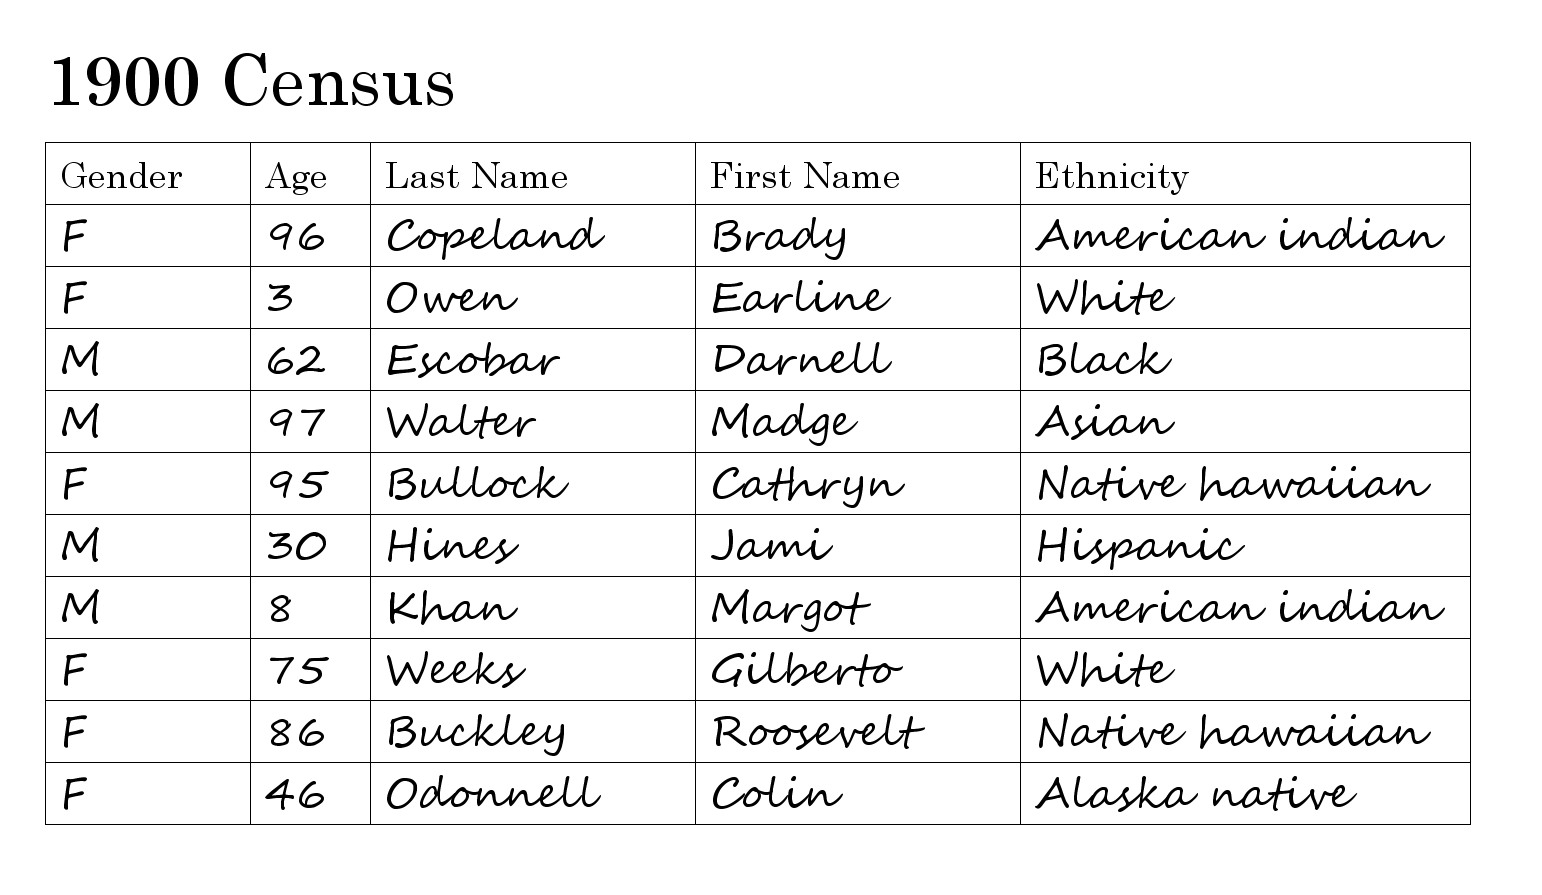 1900 Census
Gender Age Last Name First Name Ethnicity
F 96 Copeland Brady American indian
F 3 Owen Earline White
M 62 Escobar Darnell Black
M 97 Walter Madge Asian
F 95 Bullock Cathryn Native hawaiian
M 30 Hines Jami Hispanic
M 8 Khan Margot American indian
F 75 Weeks Gilberto White
F 86 Buckley Roosevelt Native hawaiian
F 46 Odonnell Colin Alaska native